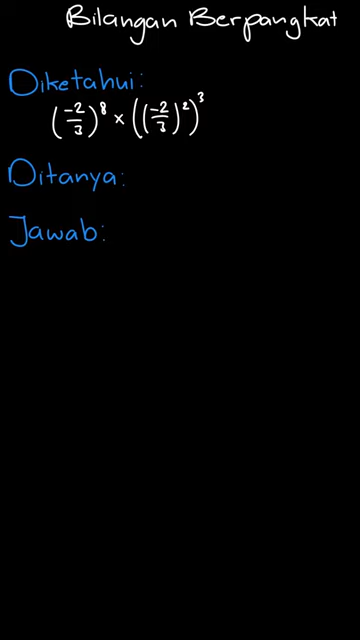 Bilangan Berpangkat
Diketahui:
(-2/3)^8 × ((-2/3)^2)^3
Ditanya:
Jawab: